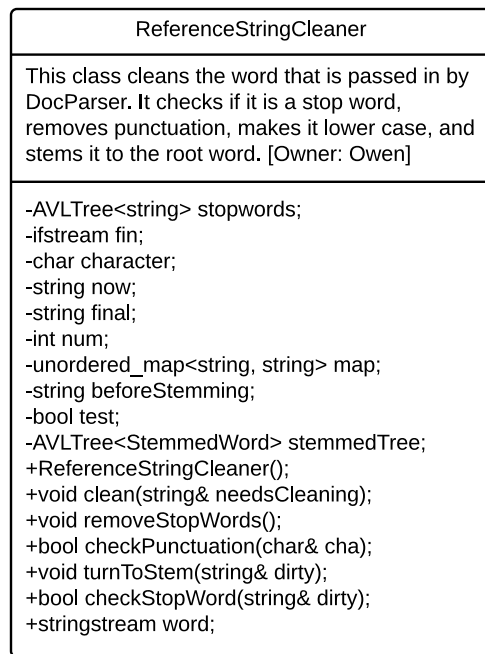 ReferenceStringCleaner
This class cleans the word that is passed in by
DocParser. It checks if it is a stop word,
removes punctuation, makes it lower case, and
stems it to the root word. [Owner: Owen]
-AVLTree<string> stopwords;
-ifstream fin;
-char character;
-string now;
-string final;
-int num;
-unordered_map<string, string> map;
-string beforeStemming;
-bool test;
-AVLTree<StemmedWord> stemmedTree;
+ReferenceStringCleaner();
+void clean(string& needsCleaning);
+void removeStopWords();
+bool checkPunctuation(char& cha);
+void turnToStem(string& dirty);
+bool checkStopWord(string& dirty);
+stringstream word;